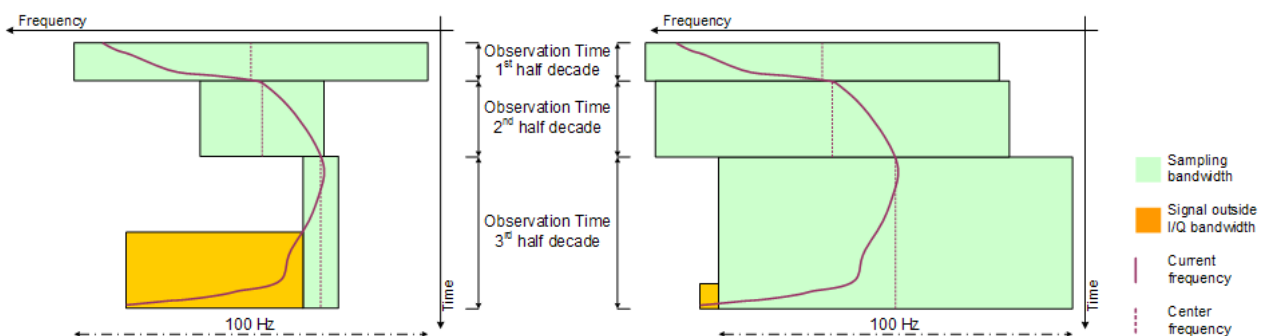 Frequency
Frequency
Observation Time
1st half decade
Observation Time
2nd half decade
Observation Time
3rd half decade
Time
Time
100 Hz
100 Hz
Sampling
bandwidth
Signal outside
I/Q bandwidth
Current
frequency
Center
frequency